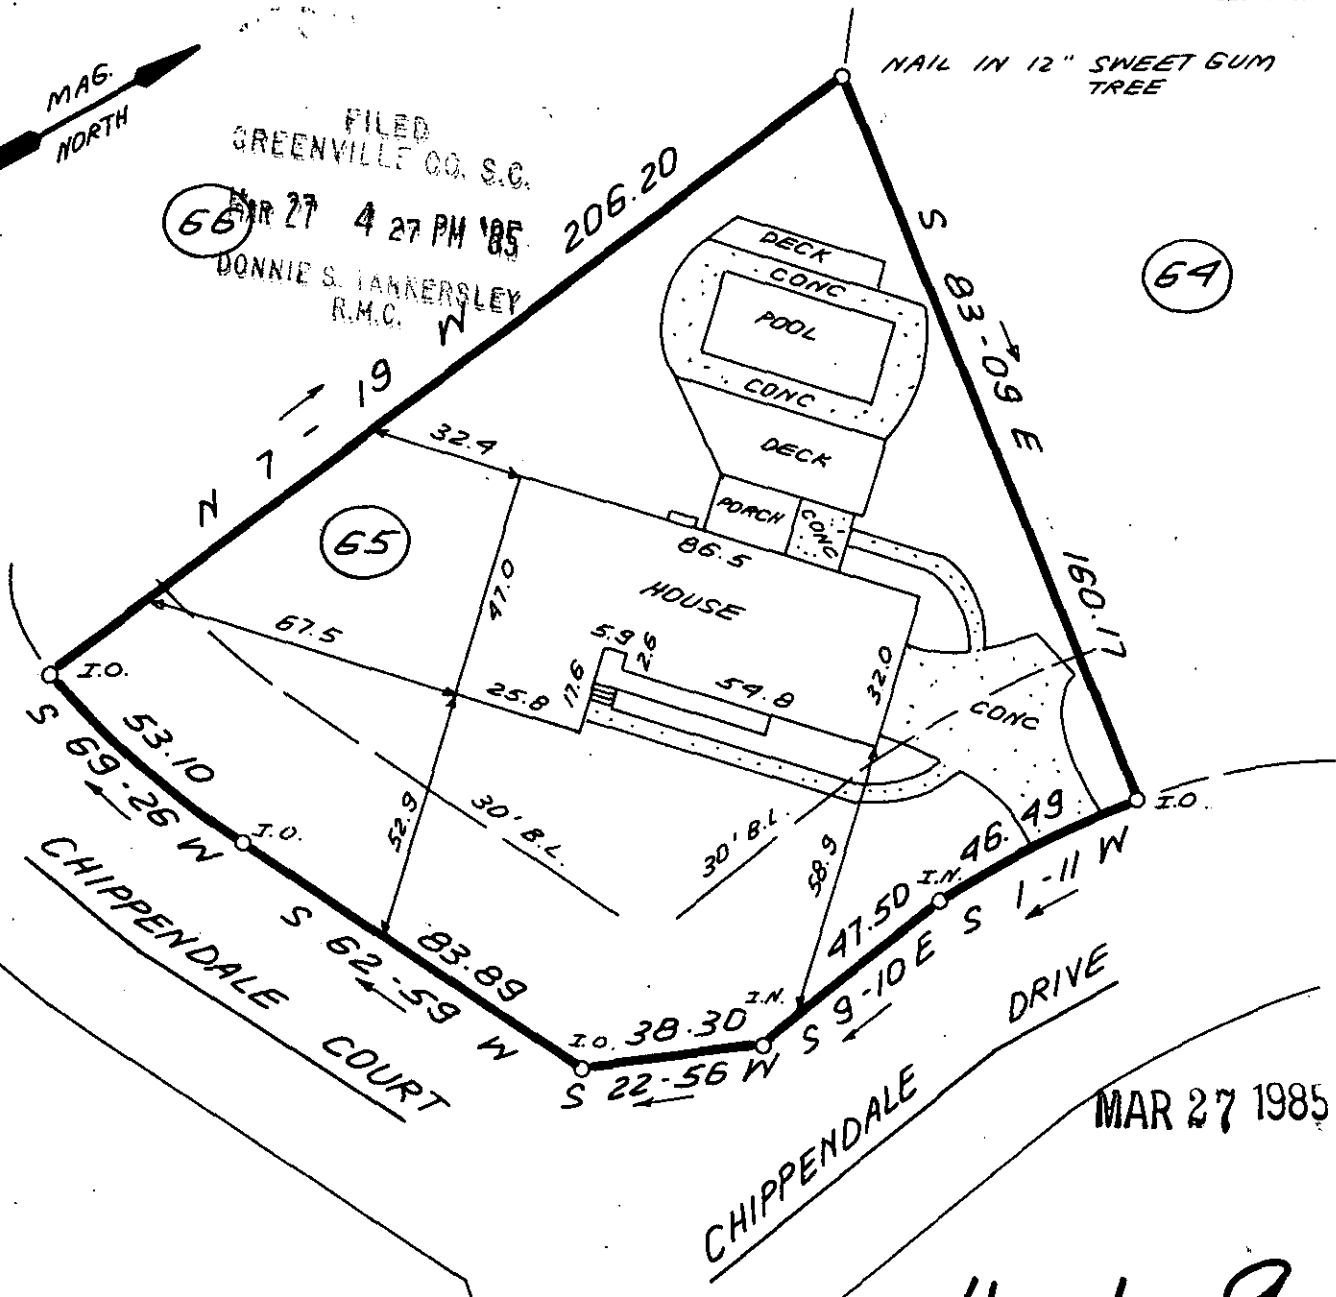 MAG.
NORTH
NAIL IN 12" SWEET GUM
TREE
FILED
GREENVILLE CO. S.C.
MAR 27 4 27 PM '85
DONNIE S. TANKERSLEY
R.M.C.
66
64
65
N 7-19 W 206.20
S 83-09 E 160.17
DECK
CONC
POOL
CONC
DECK
PORCH
CONC
32.4
86.5
HOUSE
47.0
67.5
5.9
2.6
17.6
25.8
54.8
32.0
CONC
I.O.
53.10
S 69-26 W
52.9
30' B.L.
30' B.L.
58.9
I.O.
46.49
S 1-11 W
I.N.
47.50
S 9-10 E
I.O.
83.89
S 62-59 W
I.N.
I.O.
38.30
S 22-56 W
CHIPPENDALE COURT
CHIPPENDALE DRIVE
MAR 27 1985